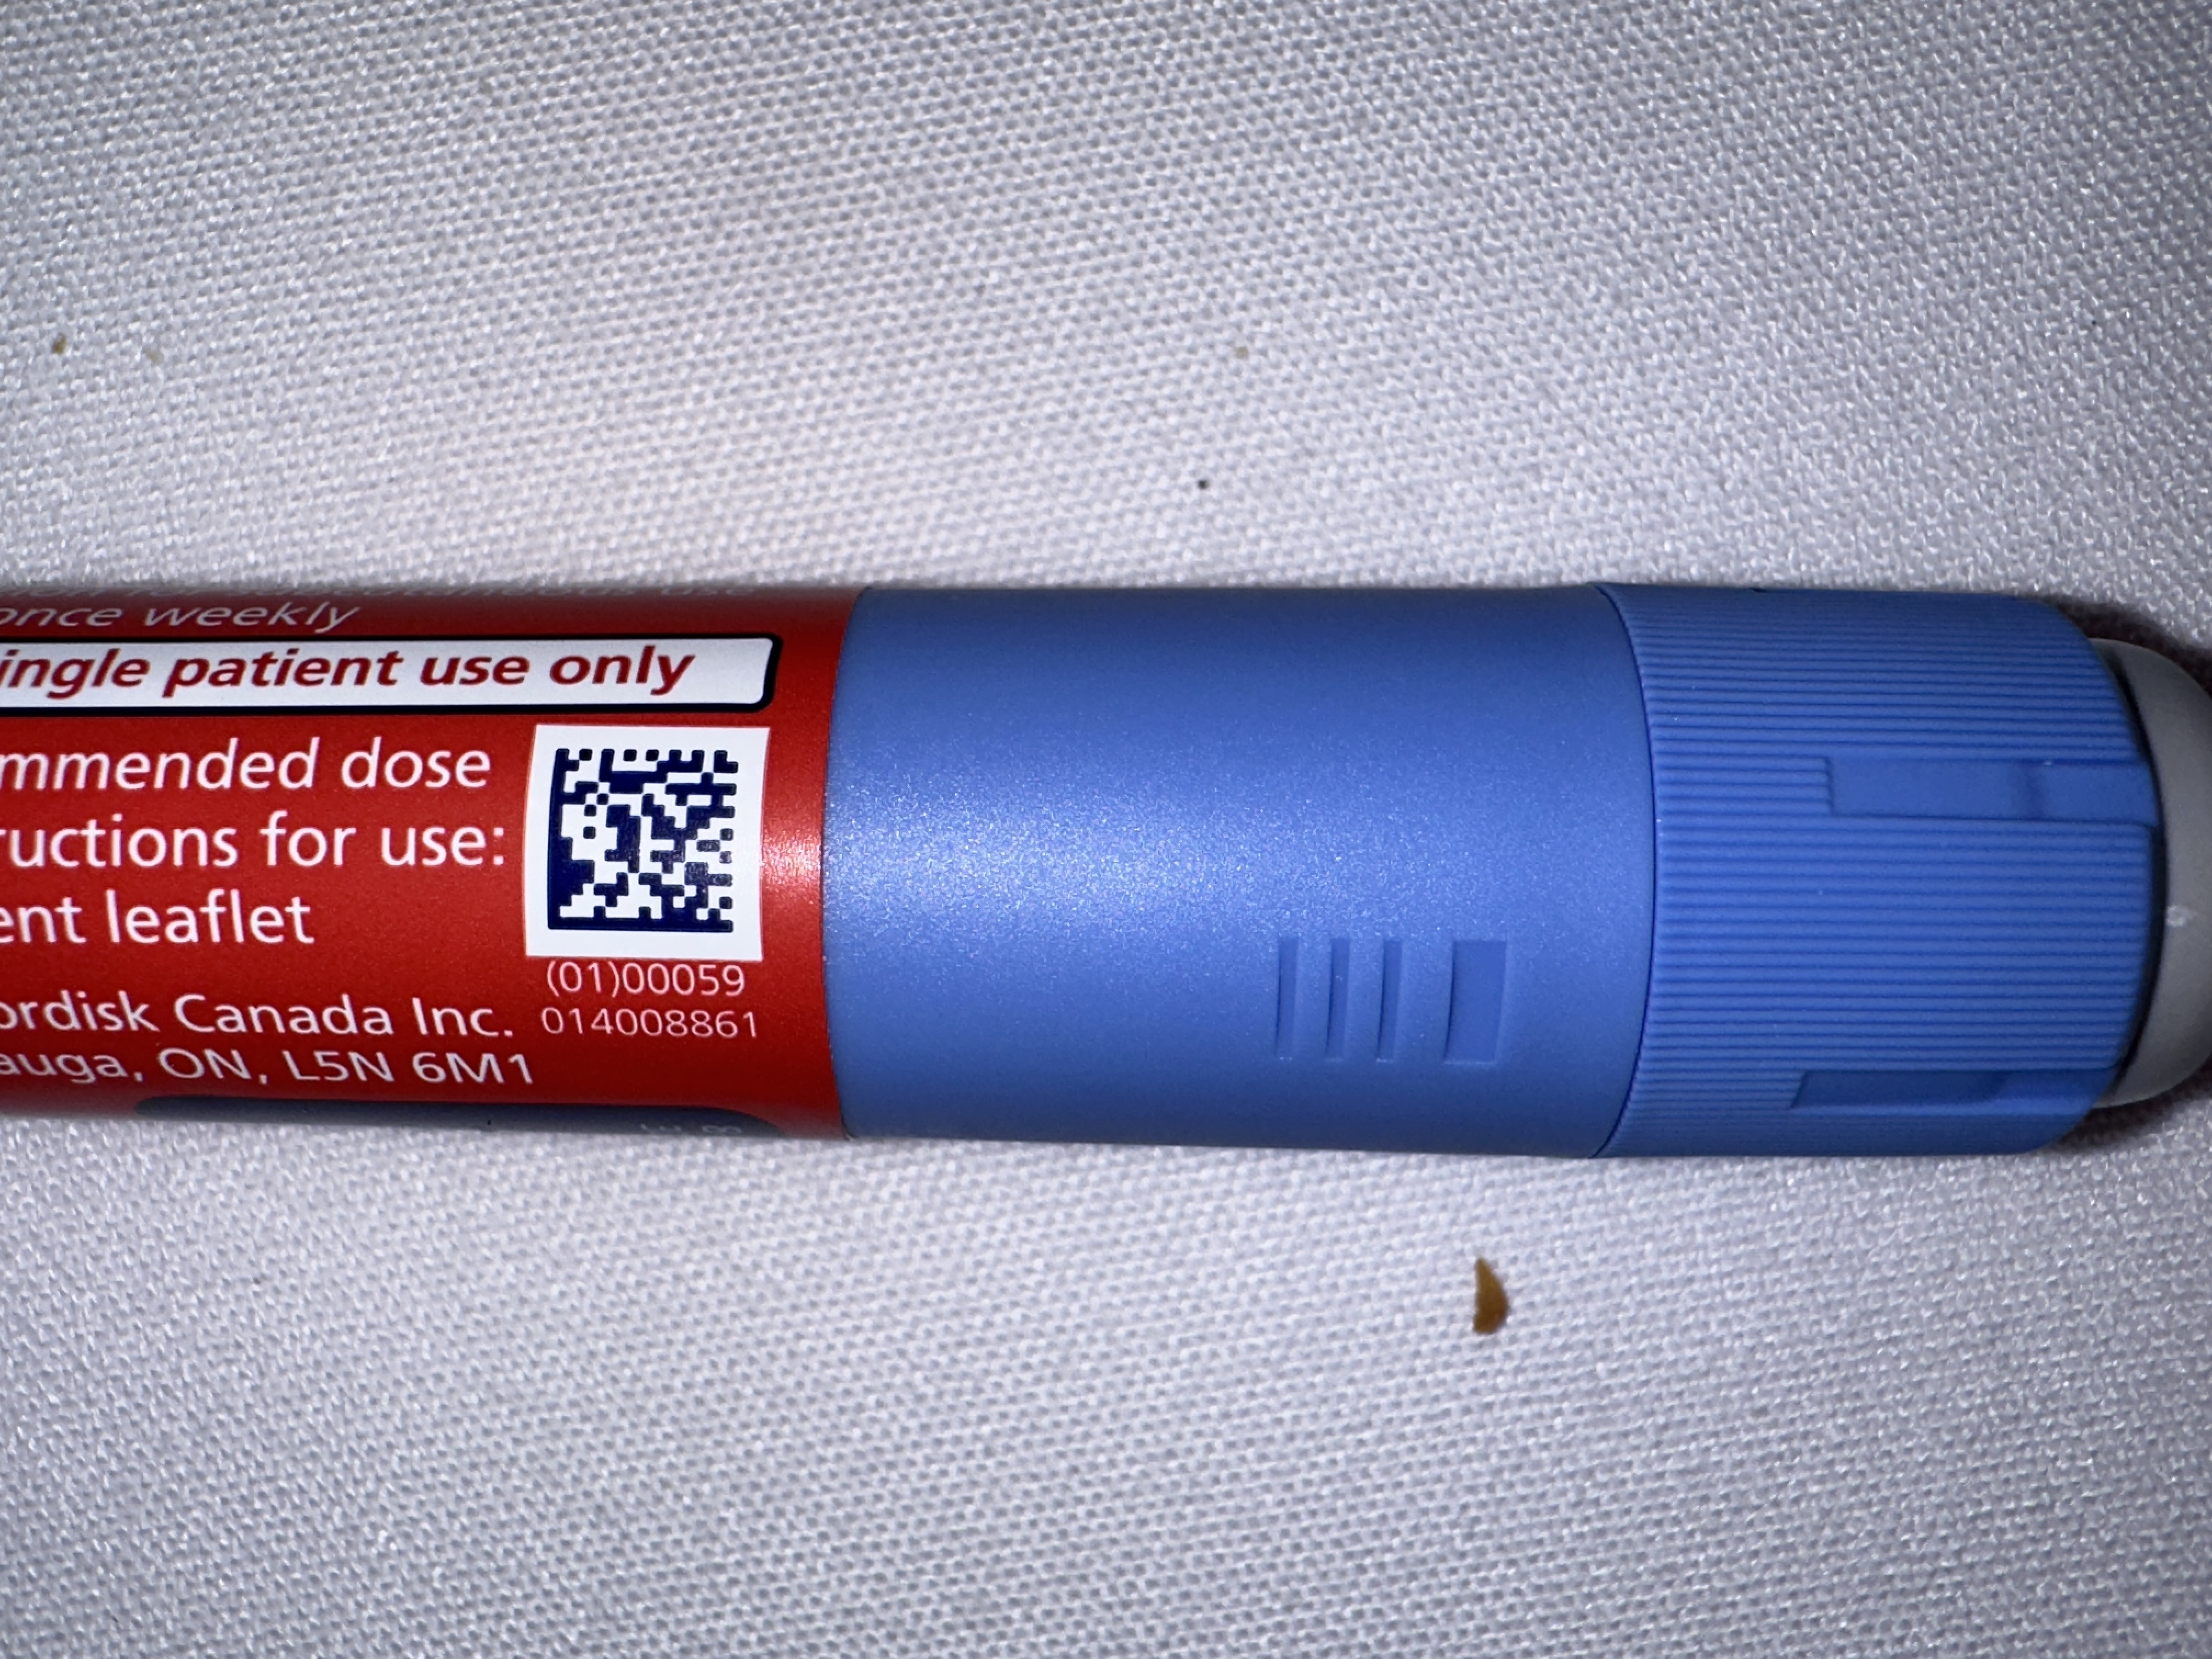 once weekly
ingle patient use only
mmended dose
ructions for use:
ent leaflet
(01)00059
014008861
ordisk Canada Inc.
auga, ON, L5N 6M1